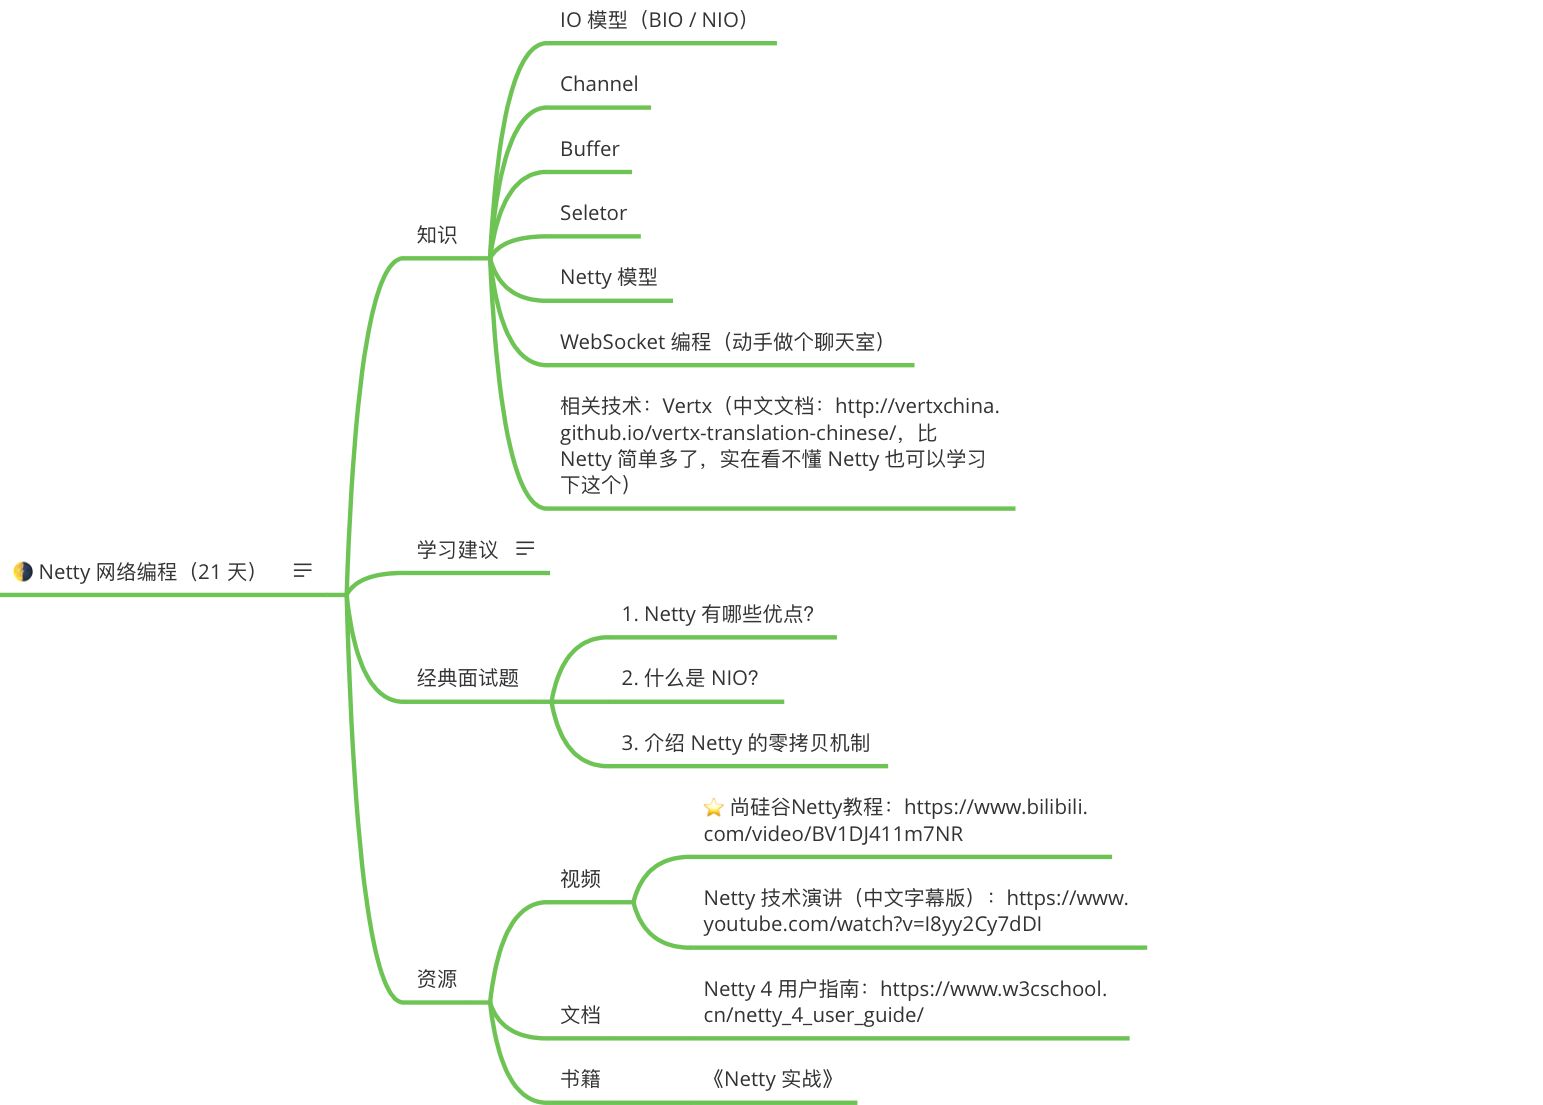 🌗 Netty 网络编程（21 天）
知识
IO 模型（BIO / NIO）
Channel
Buffer
Seletor
Netty 模型
WebSocket 编程（动手做个聊天室）
相关技术：Vertx（中文文档：http://vertxchina.
github.io/vertx-translation-chinese/，比
Netty 简单多了，实在看不懂 Netty 也可以学习
下这个）
学习建议
经典面试题
1. Netty 有哪些优点？
2. 什么是 NIO？
3. 介绍 Netty 的零拷贝机制
资源
视频
⭐ 尚硅谷Netty教程：https://www.bilibili.
com/video/BV1DJ411m7NR
Netty 技术演讲（中文字幕版）：https://www.
youtube.com/watch?v=I8yy2Cy7dDI
文档
Netty 4 用户指南：https://www.w3cschool.
cn/netty_4_user_guide/
书籍
《Netty 实战》